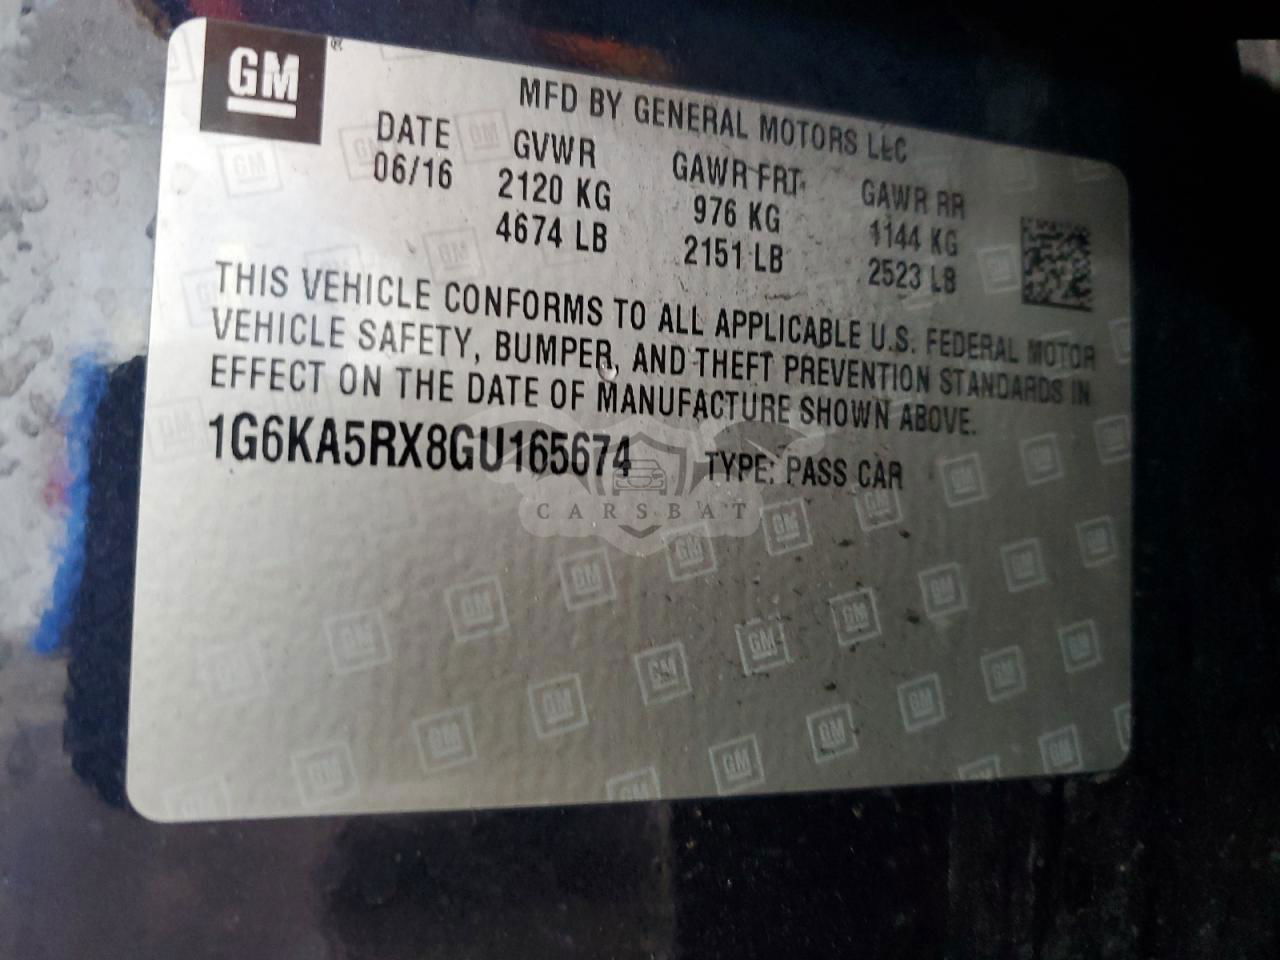 GM
MFD BY GENERAL MOTORS LLC
DATE GVWR GAWR FRT GAWR RR
06/16 2120 KG 976 KG 1144 KG
4674 LB 2151 LB 2523 LB
THIS VEHICLE CONFORMS TO ALL APPLICABLE U.S. FEDERAL MOTOR
VEHICLE SAFETY, BUMPER, AND THEFT PREVENTION STANDARDS IN
EFFECT ON THE DATE OF MANUFACTURE SHOWN ABOVE.
1G6KA5RX8GU165674 TYPE: PASS CAR
CARSBAT